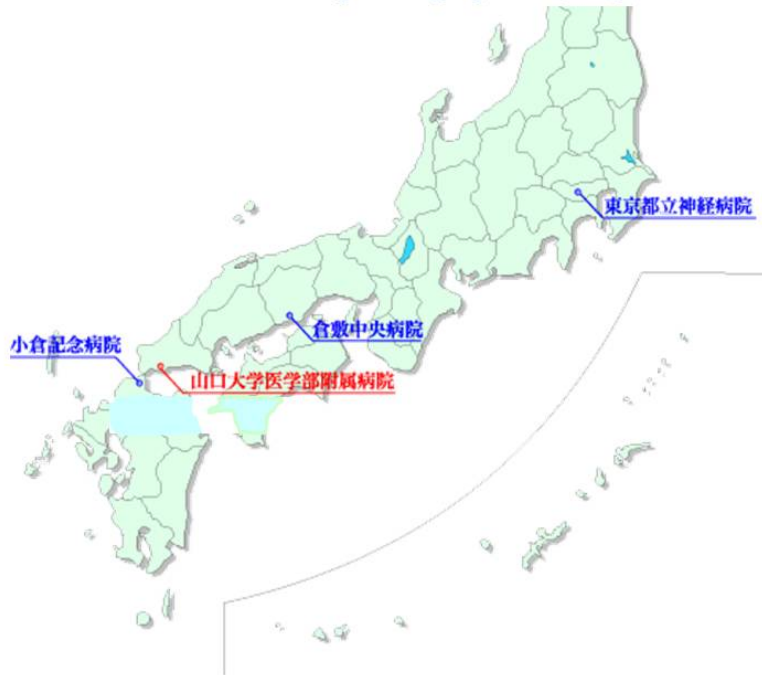 東京都立神経病院
倉敷中央病院
小倉記念病院
山口大学医学部附属病院